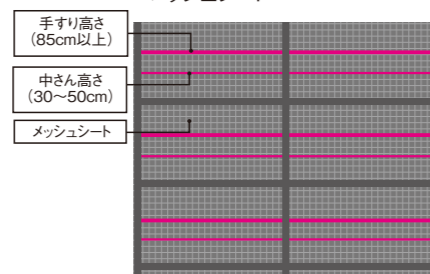 手すり高さ
(85cm以上)
中さん高さ
(30〜50cm)
メッシュシート